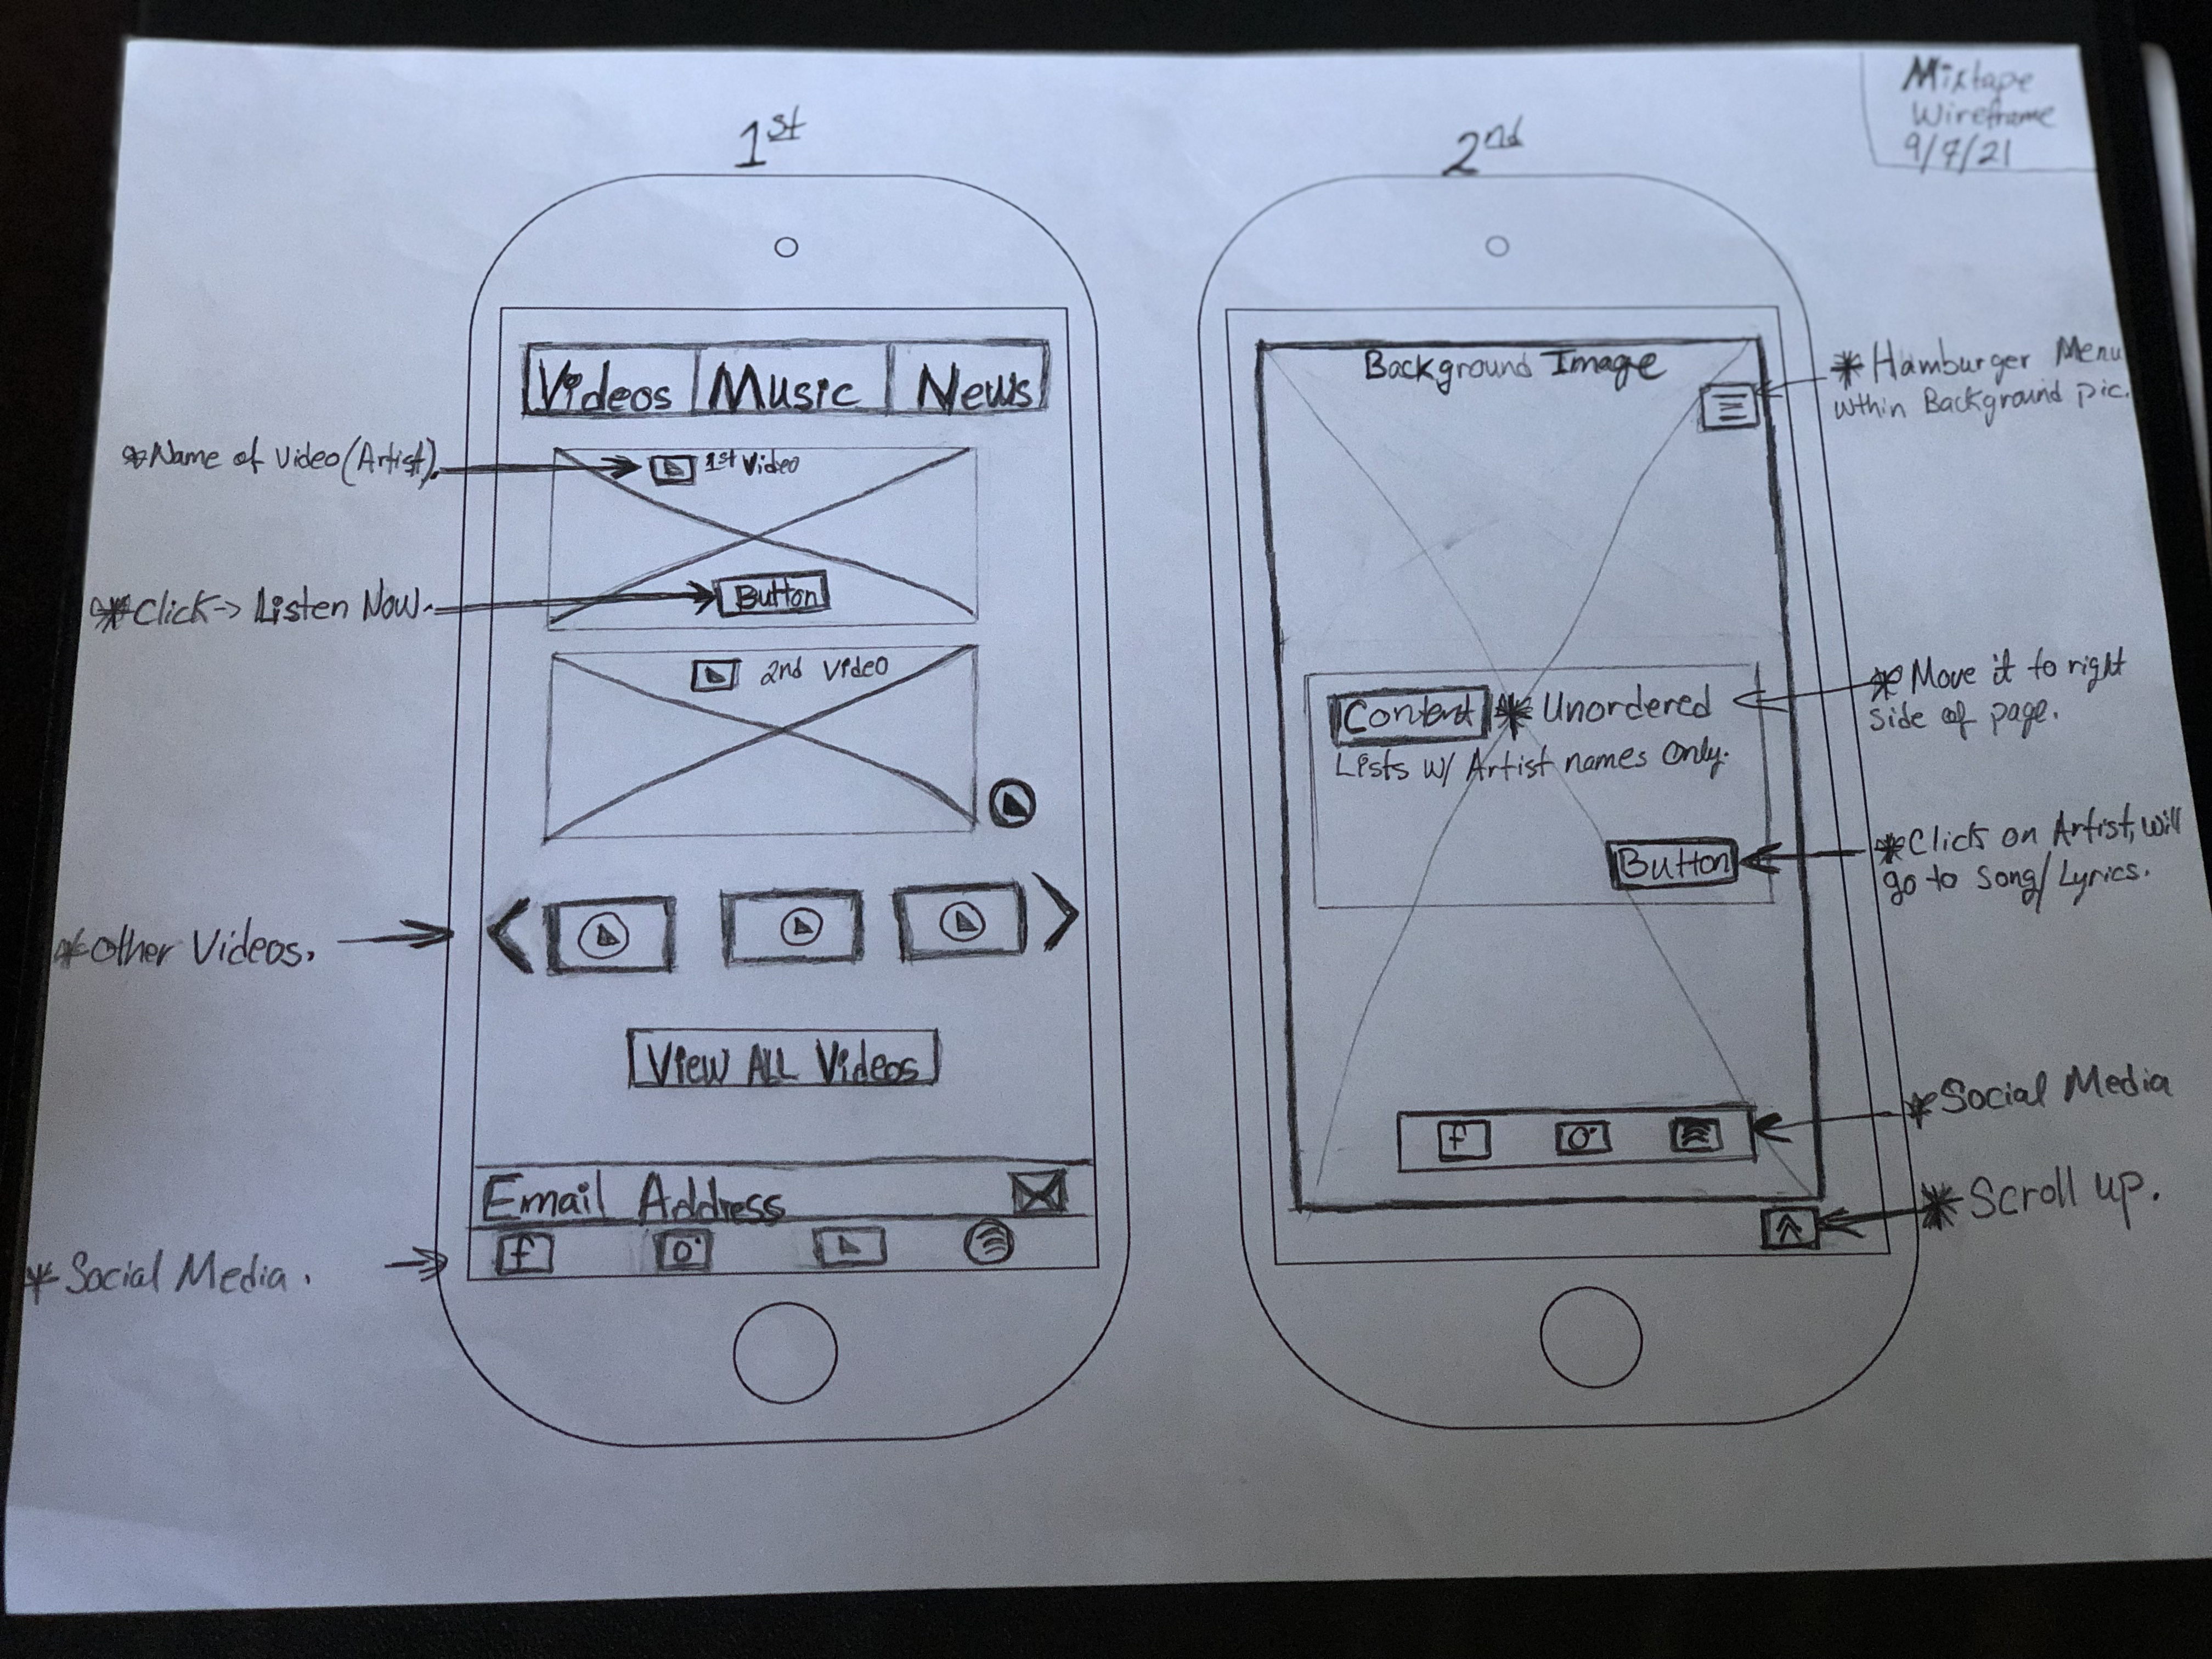 Mixtape
Wireframe
9/7/21
1st
Videos Music News
*Name of Video (Artist).
1st Video
*Click-> Listen Now.
Button
2nd Video
*Other Videos.
View ALL Videos
Email Address
*Social Media.
f
2nd
Background Image
*Hamburger Menu
within Background pic.
Content * Unordered
Lists w/ Artist names only.
*Move it to right
side of page.
Button
*Click on Artist, will
go to Song/Lyrics.
f
*Social Media
*Scroll up.